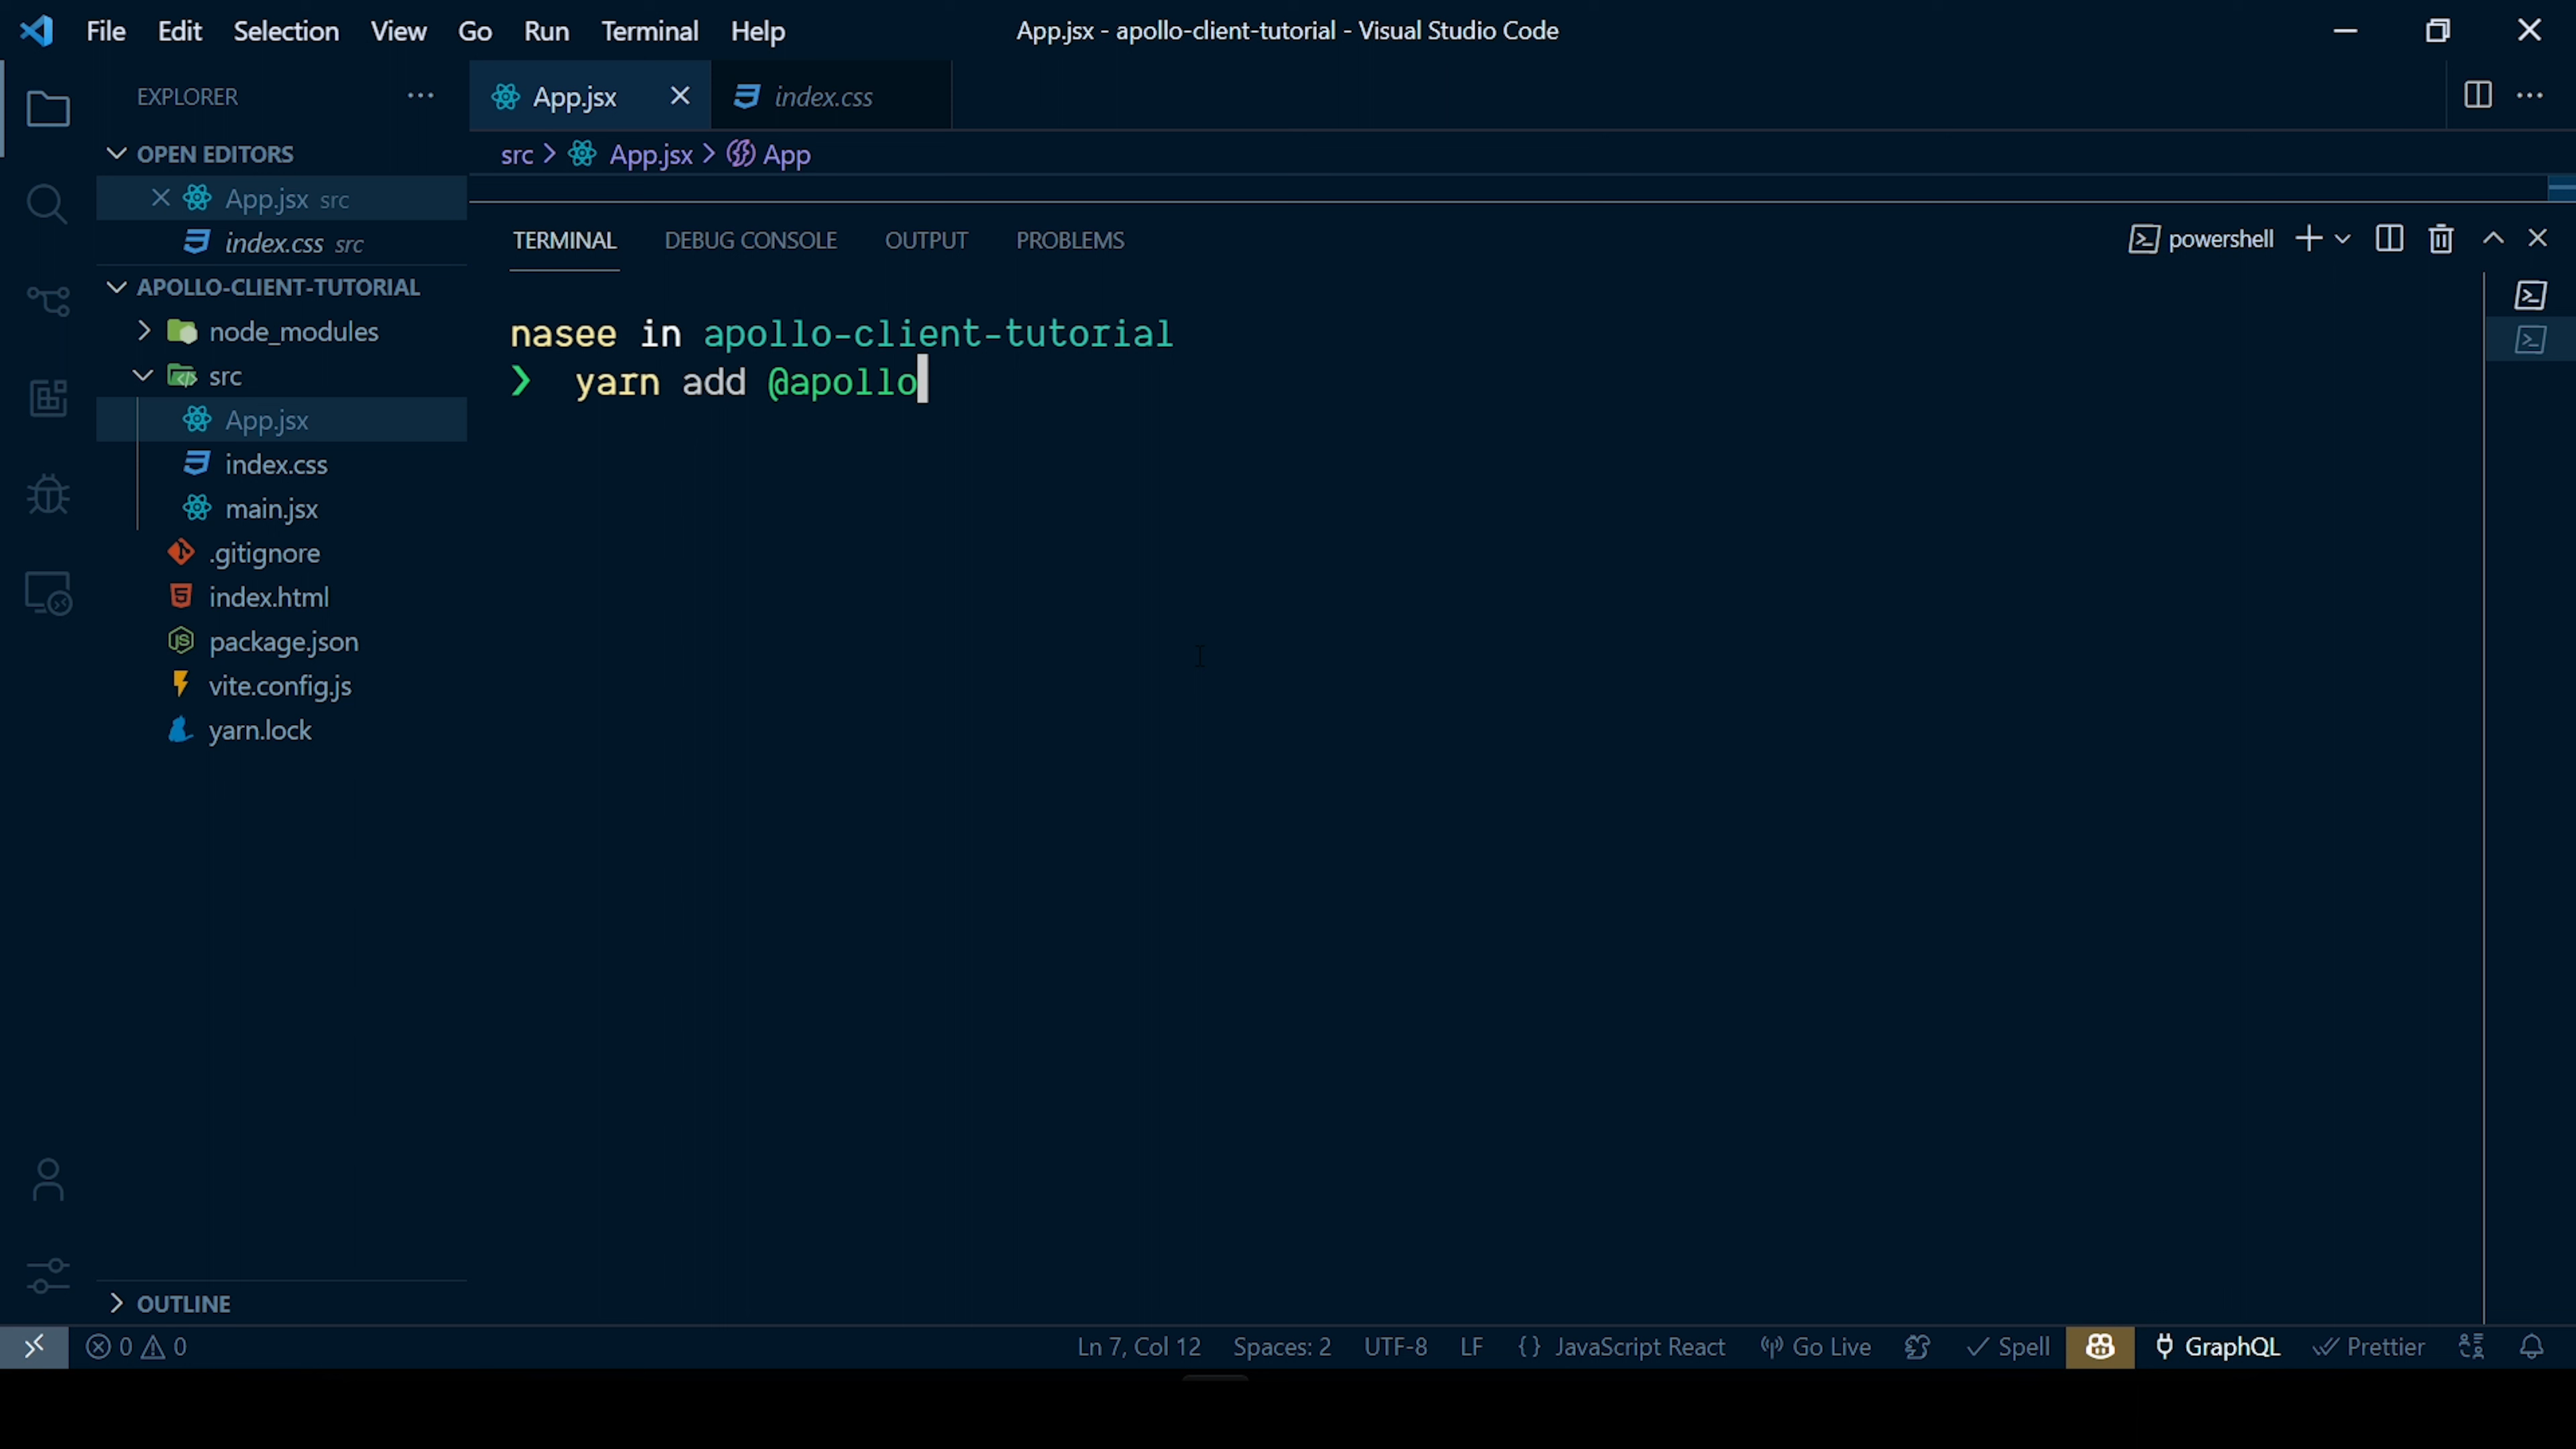 File Edit Selection View Go Run Terminal Help
App.jsx - apollo-client-tutorial - Visual Studio Code
EXPLORER
App.jsx
index.css
OPEN EDITORS
src App.jsx App
App.jsx src
index.css src
TERMINAL DEBUG CONSOLE OUTPUT PROBLEMS
powershell
APOLLO-CLIENT-TUTORIAL
node_modules
src
App.jsx
index.css
main.jsx
.gitignore
index.html
package.json
vite.config.js
yarn.lock
nasee in apollo-client-tutorial
❯ yarn add @apollo
OUTLINE
0 0
Ln 7, Col 12 Spaces: 2 UTF-8 LF {} JavaScript React Go Live Spell GraphQL Prettier